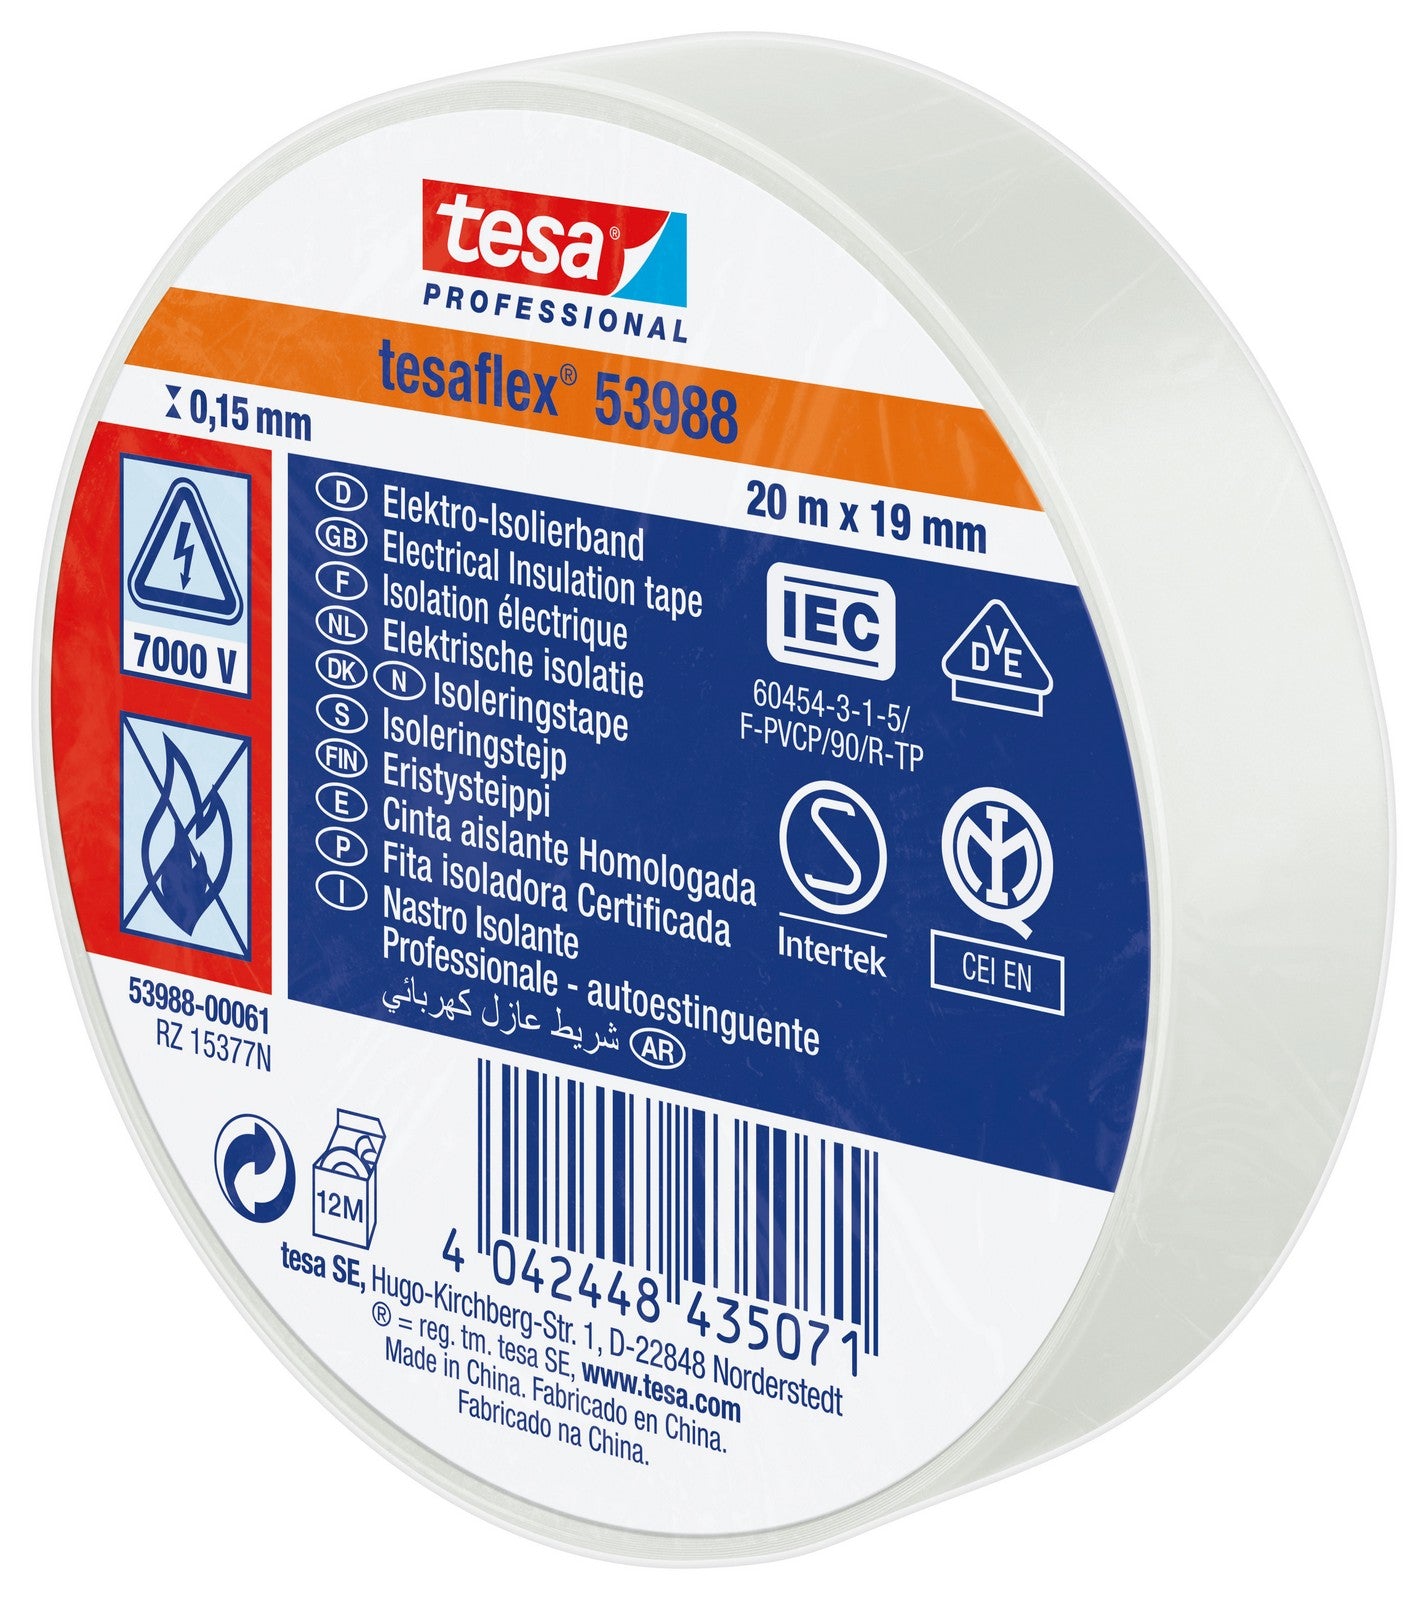 tesa®
PROFESSIONAL
tesaflex® 53988
0,15 mm
20 m x 19 mm
7000 V
D Elektro-Isolierband
GB Electrical Insulation tape
F Isolation électrique
NL Elektrische isolatie
DK N Isoleringstape
S Isoleringstejp
FIN Eristysteippi
E Cinta aislante Homologada
P Fita isoladora Certificada
I Nastro Isolante
Professionale - autoestinguente
شريط عازل كهربائي AR
IEC
60454-3-1-5/
F-PVCP/90/R-TP
DVE
S
Intertek
IMQ
CEI EN
53988-00061
RZ 15377N
12M
4 042448 435071
tesa SE, Hugo-Kirchberg-Str. 1, D-22848 Norderstedt
® = reg. tm. tesa SE, www.tesa.com
Made in China. Fabricado en China.
Fabricado na China.